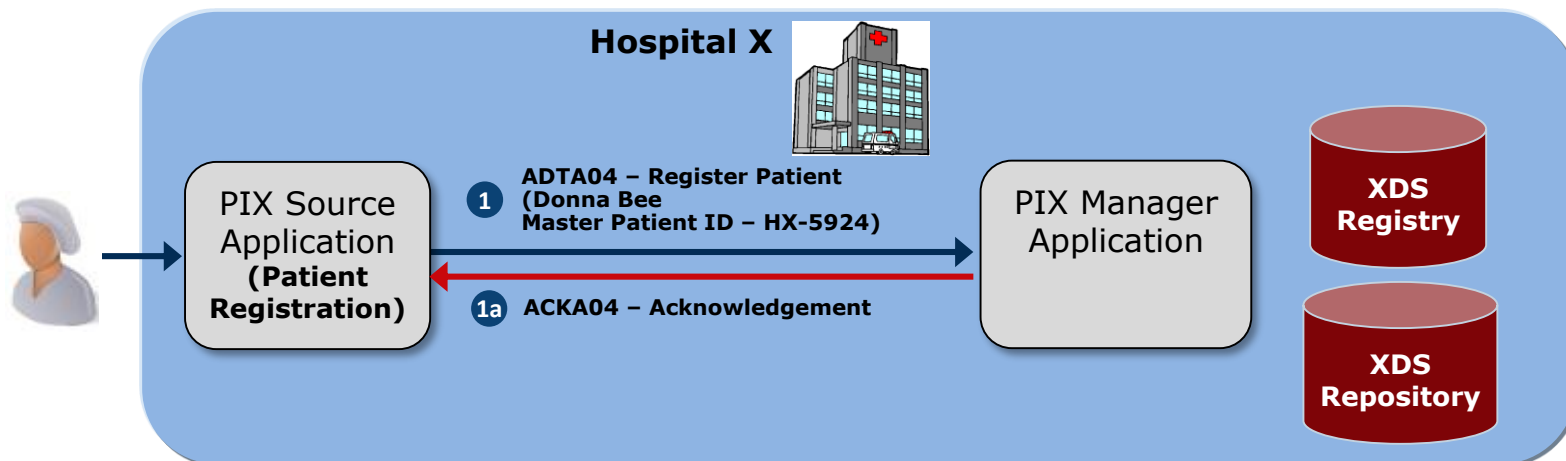 Hospital X
PIX Source
Application
(Patient
Registration)
1
ADTA04 – Register Patient
(Donna Bee
Master Patient ID – HX-5924)
1a
ACKA04 – Acknowledgement
PIX Manager
Application
XDS
Registry
XDS
Repository